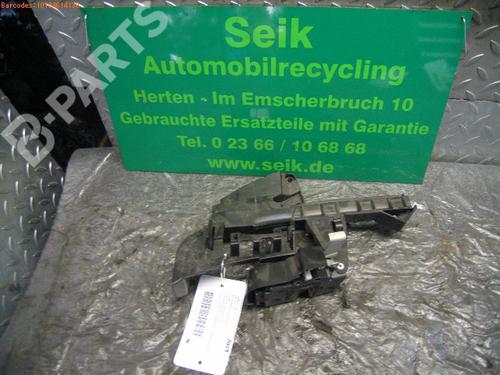 Seik
Automobilrecycling
Herten - Im Emscherbruch 10
Gebrauchte Ersatzteile mit Garantie
Tel. 0 23 66 / 10 68 68
www.seik.de
B-PARTS